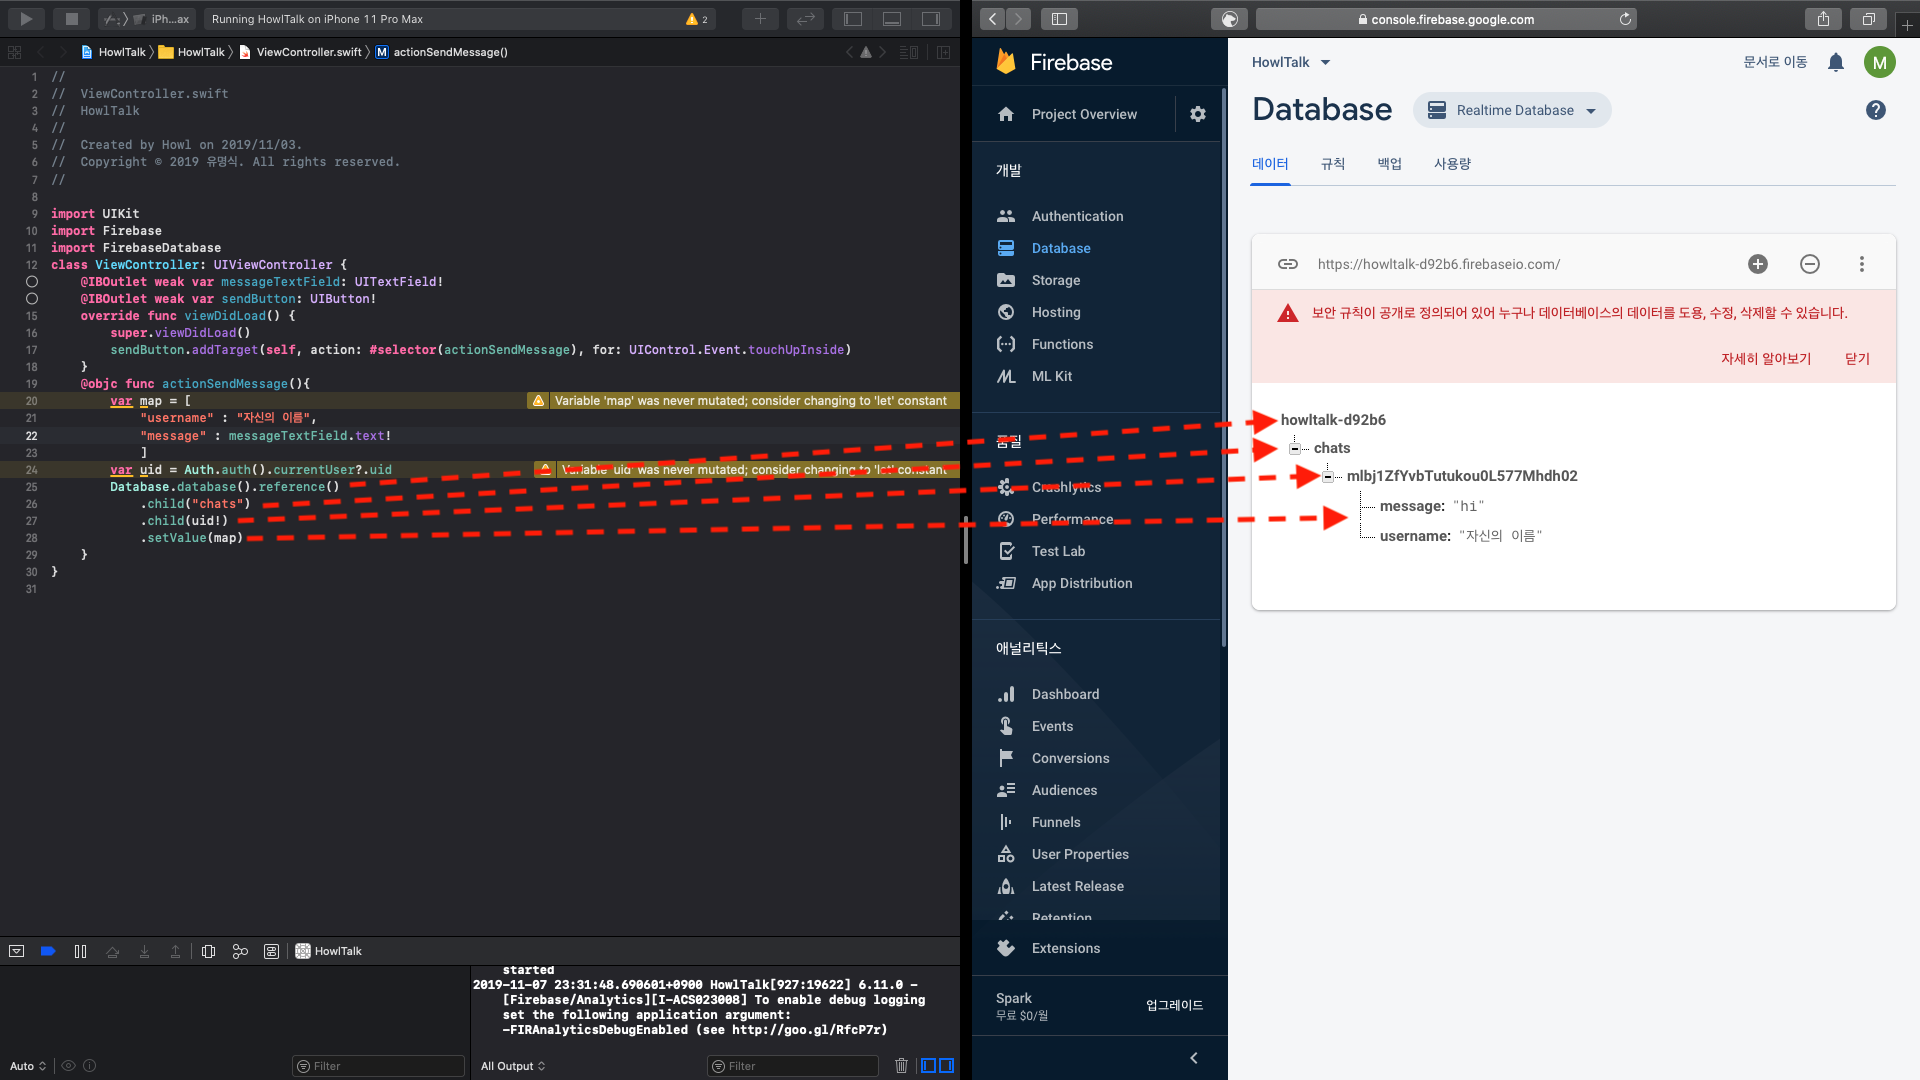 iPh...ax
Running HowlTalk on iPhone 11 Pro Max
2
HowlTalk
HowlTalk
ViewController.swift
M
actionSendMessage()
1 //
2 //  ViewController.swift
3 //  HowlTalk
4 //
5 //  Created by Howl on 2019/11/03.
6 //  Copyright © 2019 유명식. All rights reserved.
7 //
8
9 import UIKit
10 import Firebase
11 import FirebaseDatabase
12 class ViewController: UIViewController {
@IBOutlet weak var messageTextField: UITextField!
@IBOutlet weak var sendButton: UIButton!
15 override func viewDidLoad() {
16 super.viewDidLoad()
17 sendButton.addTarget(self, action: #selector(actionSendMessage), for: UIControl.Event.touchUpInside)
18 }
19 @objc func actionSendMessage(){
20 var map = [
Variable 'map' was never mutated; consider changing to 'let' constant
21 "username" : "자신의 이름",
22 "message" : messageTextField.text!
23 ]
24 var uid = Auth.auth().currentUser?.uid
Variable 'uid' was never mutated; consider changing to 'let' constant
25 Database.database().reference()
26 .child("chats")
27 .child(uid!)
28 .setValue(map)
29 }
30 }
31
HowlTalk
started
2019-11-07 23:31:48.690601+0900 HowlTalk[927:19622] 6.11.0 -
[Firebase/Analytics][I-ACS023008] To enable debug logging
set the following application argument:
-FIRAnalyticsDebugEnabled (see http://goo.gl/RfcP7r)
Auto
Filter
All Output
Filter
console.firebase.google.com
Firebase
Project Overview
개발
Authentication
Database
Storage
Hosting
Functions
ML Kit
품질
Crashlytics
Performance
Test Lab
App Distribution
애널리틱스
Dashboard
Events
Conversions
Audiences
Funnels
User Properties
Latest Release
Retention
Extensions
Spark
무료 $0/월
업그레이드
HowlTalk
문서로 이동
M
Database
Realtime Database
?
데이터
규칙
백업
사용량
https://howltalk-d92b6.firebaseio.com/
보안 규칙이 공개로 정의되어 있어 누구나 데이터베이스의 데이터를 도용, 수정, 삭제할 수 있습니다.
자세히 알아보기
닫기
howltalk-d92b6
chats
mlbj1ZfYvbTutukou0L577Mhdh02
message: "hi"
username: "자신의 이름"